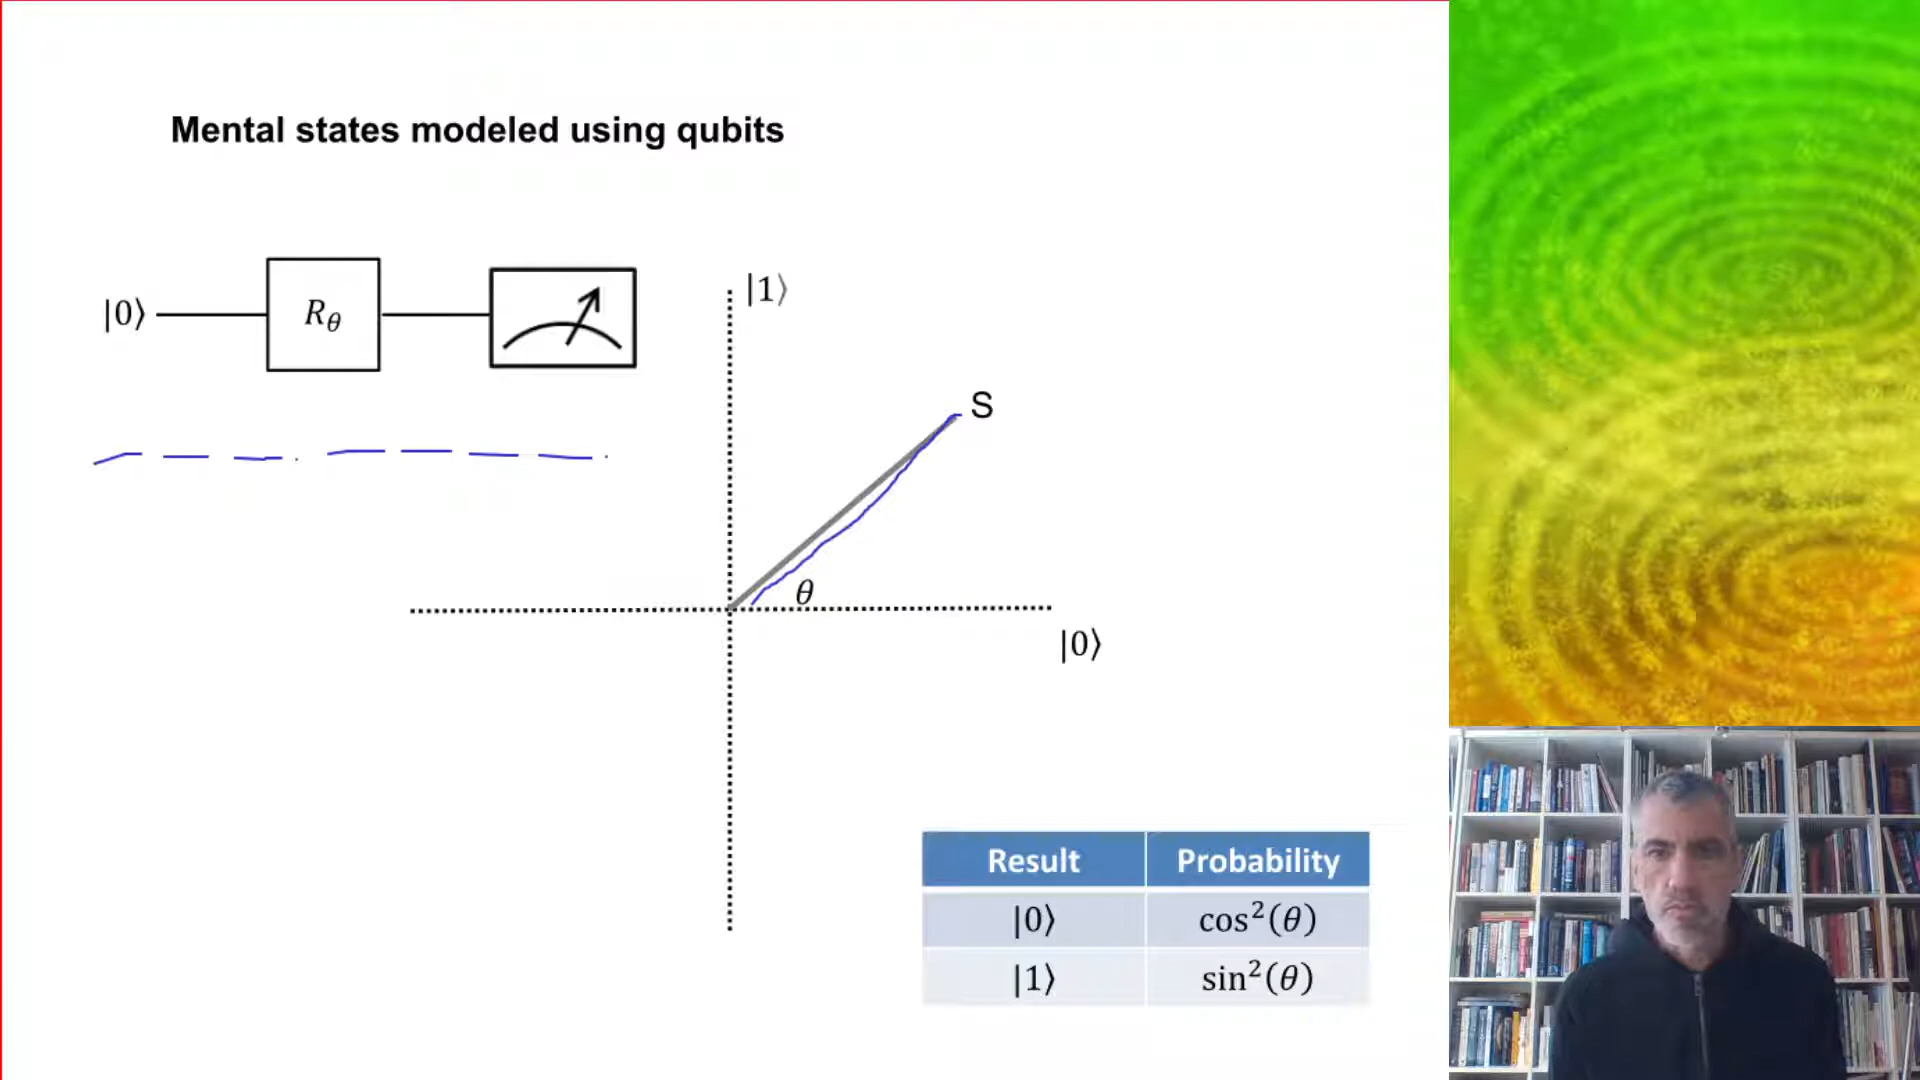 Mental states modeled using qubits
|0⟩ R_θ
|1⟩
S
θ
|0⟩
Result Probability
|0⟩ cos²(θ)
|1⟩ sin²(θ)